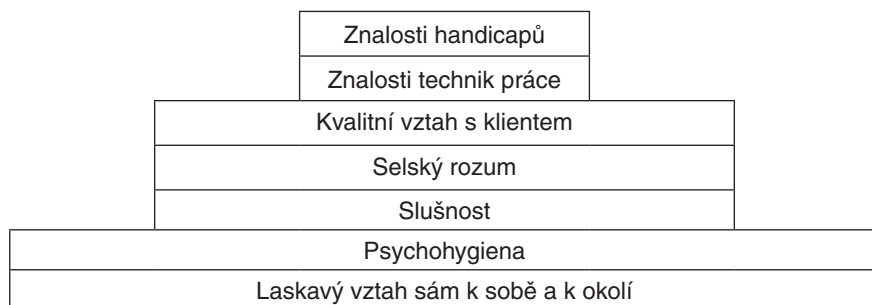 Znalosti handicapů
Znalosti technik práce
Kvalitní vztah s klientem
Selský rozum
Slušnost
Psychohygiena
Laskavý vztah sám k sobě a k okolí